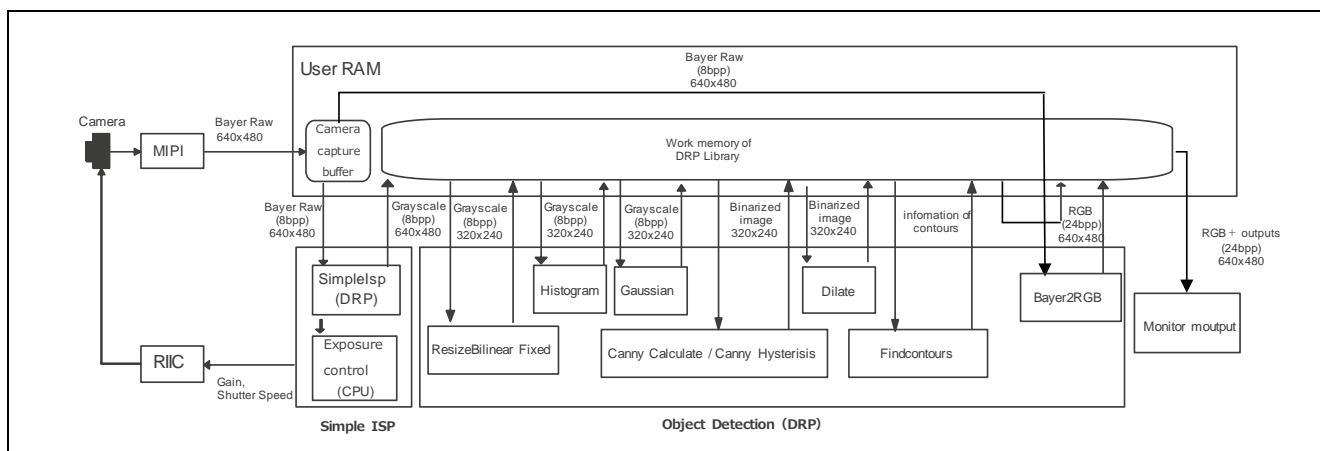 User RAM
Bayer Raw
(8bpp)
640x480
Camera
MIPI
Bayer Raw
640x480
Camera
capture
buffer
Work memory of
DRP Library
Bayer Raw
(8bpp)
640x480
Grayscale
(8bpp)
640x480
Grayscale
(8bpp)
320x240
Grayscale
(8bpp)
320x240
Grayscale
(8bpp)
320x240
Binarized
image
320x240
Binarized
image
320x240
infomation of
contours
RGB
(24bpp)
640x480
RGB+ outputs
(24bpp)
640x480
SimpleIsp
(DRP)
Exposure
control
(CPU)
RIIC
Gain,
Shutter Speed
ResizeBilinear Fixed
Histogram
Gaussian
Canny Calculate / Canny Hysterisis
Dilate
Findcontours
Bayer2RGB
Monitor moutput
Simple ISP
Object Detection (DRP)